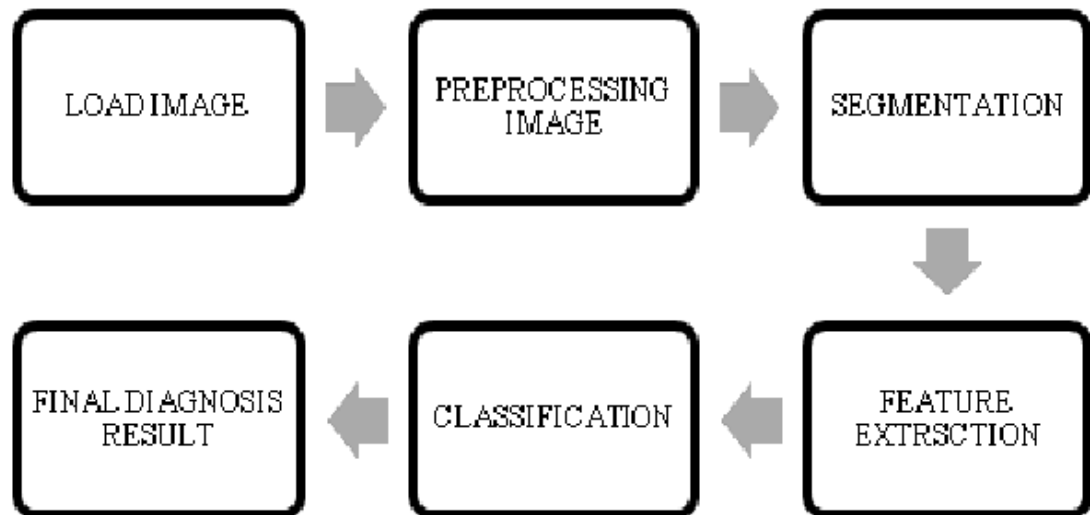 LOAD IMAGE
PREPROCESSING
IMAGE
SEGMENTATION
FEATURE
EXTRSCTION
CLASSIFICATION
FINAL DIAGNOSIS
RESULT